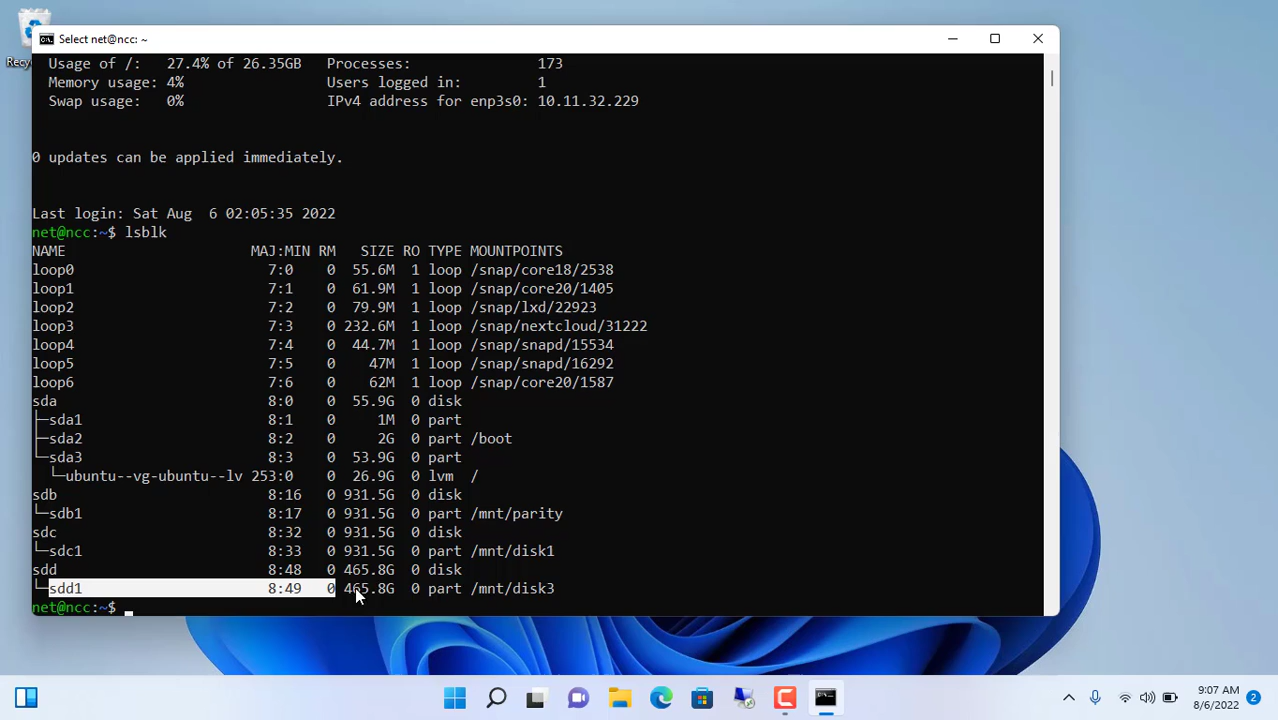 Recyc
Select net@ncc: ~
Usage of /: 27.4% of 26.35GB Processes: 173
Memory usage: 4% Users logged in: 1
Swap usage: 0% IPv4 address for enp3s0: 10.11.32.229
0 updates can be applied immediately.
Last login: Sat Aug 6 02:05:35 2022
net@ncc:~$ lsblk
NAME MAJ:MIN RM SIZE RO TYPE MOUNTPOINTS
loop0 7:0 0 55.6M 1 loop /snap/core18/2538
loop1 7:1 0 61.9M 1 loop /snap/core20/1405
loop2 7:2 0 79.9M 1 loop /snap/lxd/22923
loop3 7:3 0 232.6M 1 loop /snap/nextcloud/31222
loop4 7:4 0 44.7M 1 loop /snap/snapd/15534
loop5 7:5 0 47M 1 loop /snap/snapd/16292
loop6 7:6 0 62M 1 loop /snap/core20/1587
sda 8:0 0 55.9G 0 disk
├─sda1 8:1 0 1M 0 part
├─sda2 8:2 0 2G 0 part /boot
└─sda3 8:3 0 53.9G 0 part
└─ubuntu--vg-ubuntu--lv 253:0 0 26.9G 0 lvm /
sdb 8:16 0 931.5G 0 disk
└─sdb1 8:17 0 931.5G 0 part /mnt/parity
sdc 8:32 0 931.5G 0 disk
└─sdc1 8:33 0 931.5G 0 part /mnt/disk1
sdd 8:48 0 465.8G 0 disk
└─sdd1 8:49 0 465.8G 0 part /mnt/disk3
net@ncc:~$
9:07 AM
8/6/2022
2